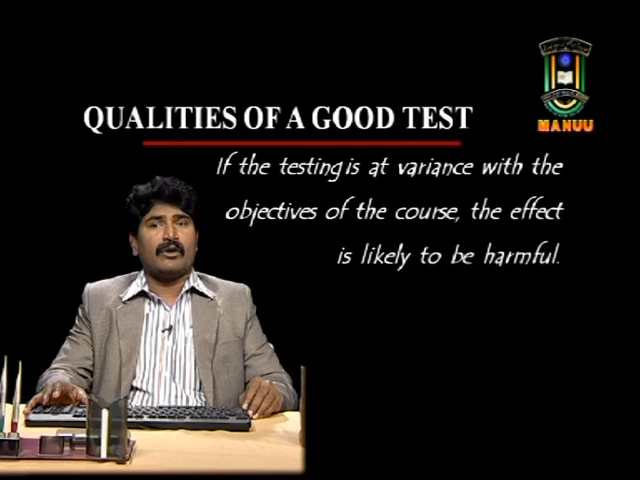 MANUU
QUALITIES OF A GOOD TEST
If the testing is at variance with the
objectives of the course, the effect
is likely to be harmful.